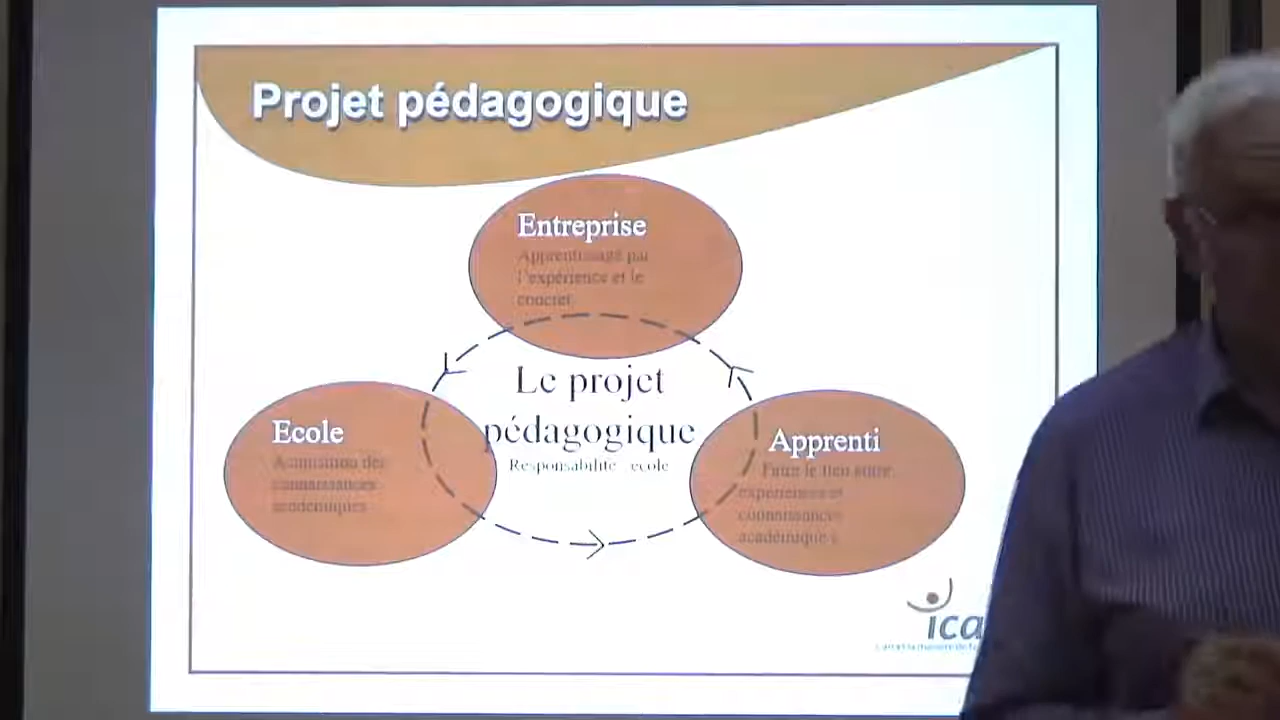 Projet pédagogique
Entreprise
Apprentissage par
l'expérience et le
concret
Le projet
pédagogique
Responsabilité école
Ecole
Acquisition des
connaissances
académiques
Apprenti
Faire le lien entre
expériences et
connaissances
académiques
ica